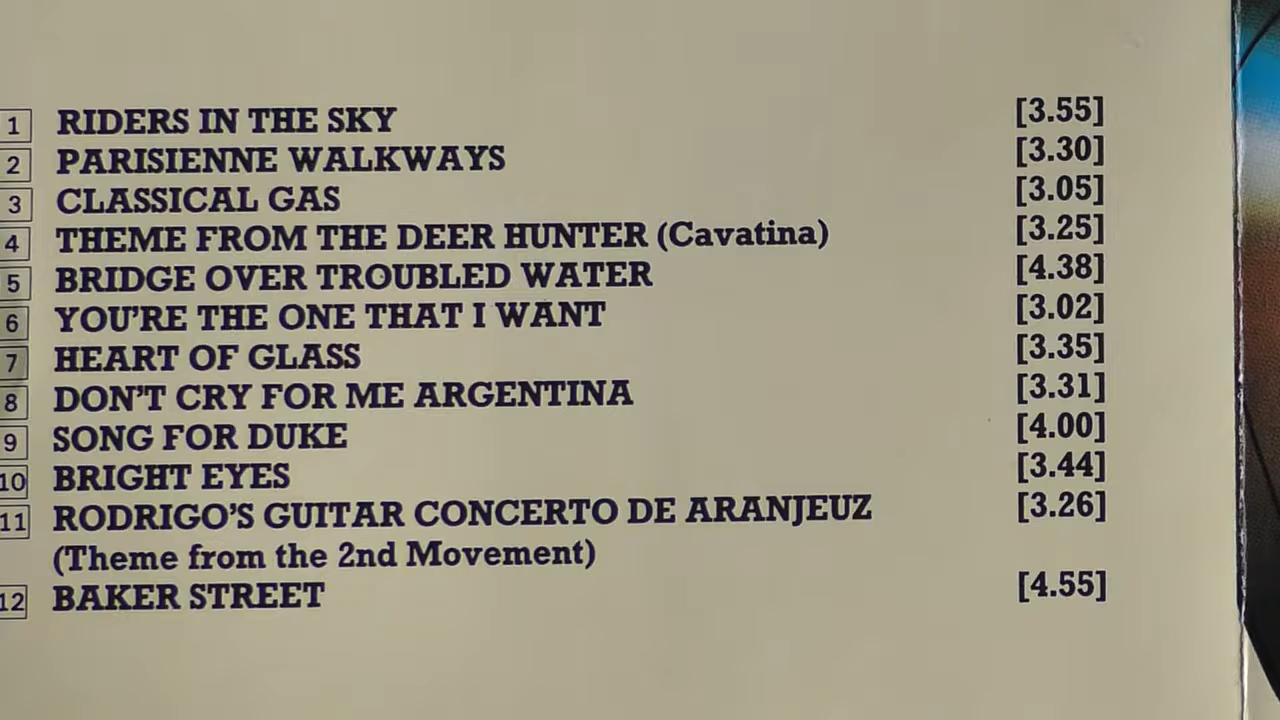 1 RIDERS IN THE SKY [3.55]
2 PARISIENNE WALKWAYS [3.30]
3 CLASSICAL GAS [3.05]
4 THEME FROM THE DEER HUNTER (Cavatina) [3.25]
5 BRIDGE OVER TROUBLED WATER [4.38]
6 YOU'RE THE ONE THAT I WANT [3.02]
7 HEART OF GLASS [3.35]
8 DON'T CRY FOR ME ARGENTINA [3.31]
9 SONG FOR DUKE [4.00]
10 BRIGHT EYES [3.44]
11 RODRIGO'S GUITAR CONCERTO DE ARANJEUZ [3.26]
(Theme from the 2nd Movement)
12 BAKER STREET [4.55]